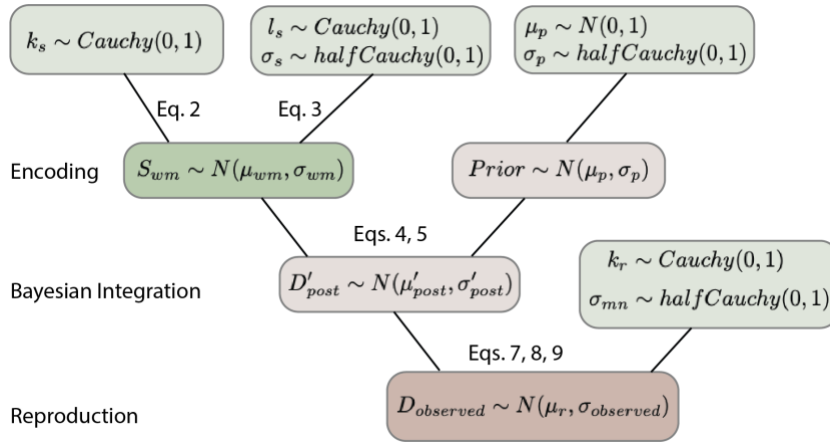 k_s ∼ Cauchy(0, 1)
l_s ∼ Cauchy(0, 1)
σ_s ∼ halfCauchy(0, 1)
μ_p ∼ N(0, 1)
σ_p ∼ halfCauchy(0, 1)
Eq. 2
Eq. 3
Encoding
S_wm ∼ N(μ_wm, σ_wm)
Prior ∼ N(μ_p, σ_p)
Eqs. 4, 5
Bayesian Integration
D′_post ∼ N(μ′_post, σ′_post)
k_r ∼ Cauchy(0, 1)
σ_mn ∼ halfCauchy(0, 1)
Eqs. 7, 8, 9
Reproduction
D_observed ∼ N(μ_r, σ_observed)